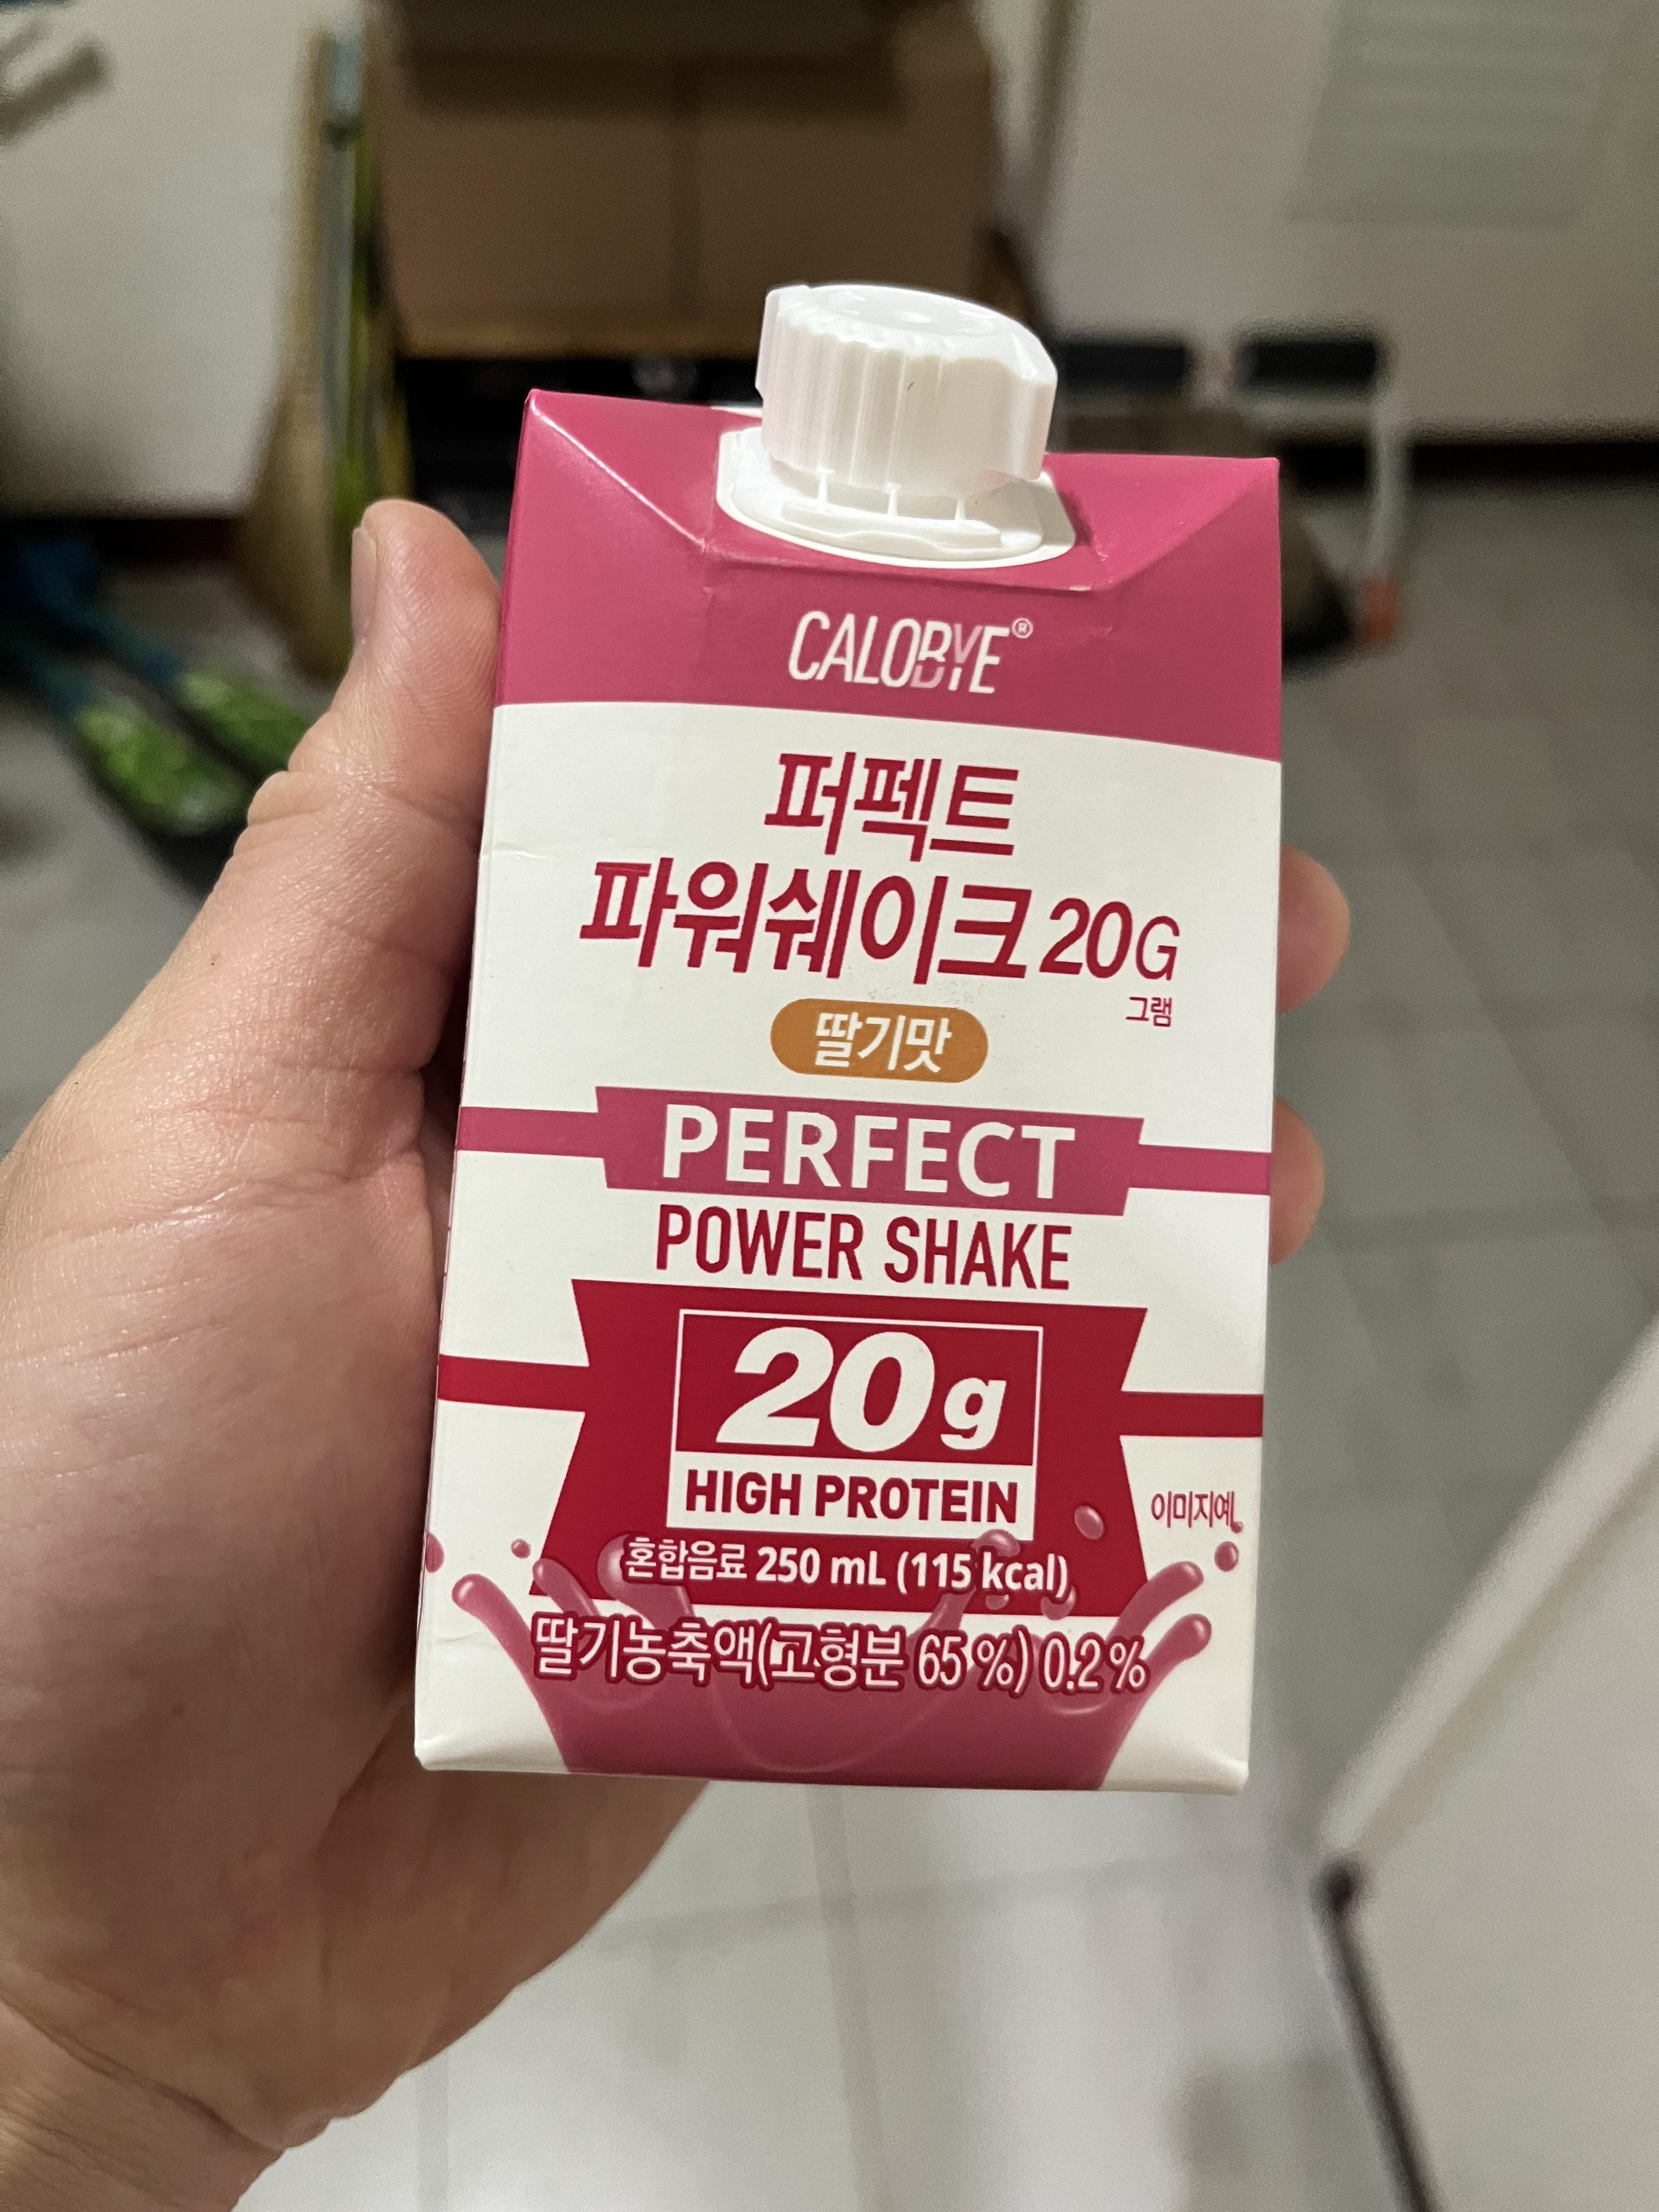 CALOBYE®
퍼펙트
파워쉐이크 20G
그램
딸기맛
PERFECT
POWER SHAKE
20g
HIGH PROTEIN
이미지예
혼합음료 250 mL (115 kcal)
딸기농축액(고형분 65 %) 0.2 %